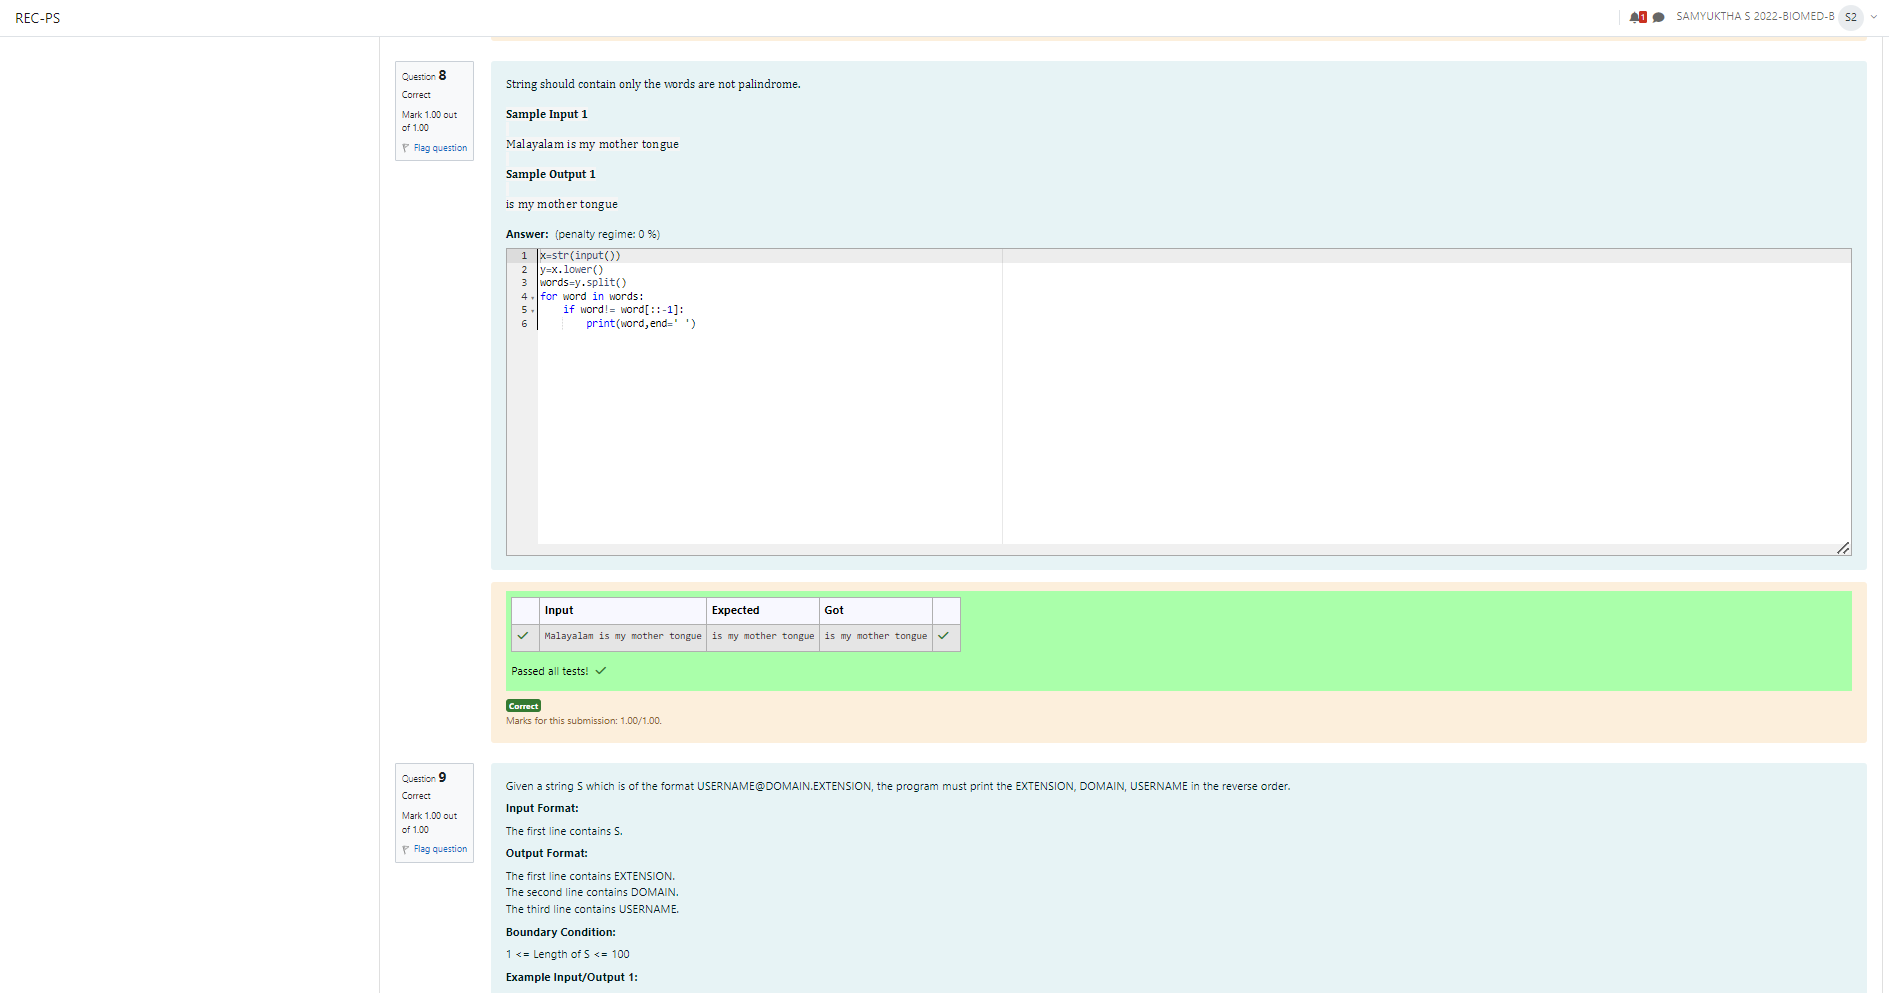 REC-PS
1
SAMYUKTHA S 2022-BIOMED-B
S2
Question 8
Correct
Mark 1.00 out
of 1.00
Flag question
String should contain only the words are not palindrome.
Sample Input 1
Malayalam is my mother tongue
Sample Output 1
is my mother tongue
Answer: (penalty regime: 0 %)
1 x=str(input())
2 y=x.lower()
3 words=y.split()
4 for word in words:
5 if word!= word[::-1]:
6 print(word,end=' ')
Input Expected Got
Malayalam is my mother tongue is my mother tongue is my mother tongue
Passed all tests!
Correct
Marks for this submission: 1.00/1.00.
Question 9
Correct
Mark 1.00 out
of 1.00
Flag question
Given a string S which is of the format USERNAME@DOMAIN.EXTENSION, the program must print the EXTENSION, DOMAIN, USERNAME in the reverse order.
Input Format:
The first line contains S.
Output Format:
The first line contains EXTENSION.
The second line contains DOMAIN.
The third line contains USERNAME.
Boundary Condition:
1 <= Length of S <= 100
Example Input/Output 1: